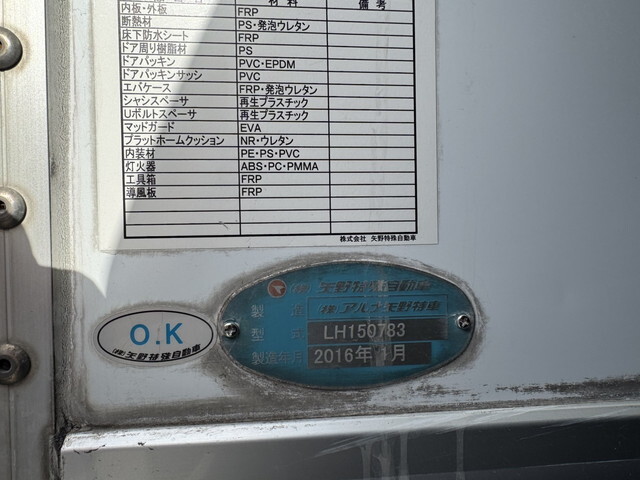 材料 備考
内板・外板 FRP
断熱材 PS・発泡ウレタン
床下防水シート FRP
ドア周り樹脂材 PS
ドアパッキン PVC・EPDM
ドアパッキンサッシ PVC
エバケース FRP・発泡ウレタン
シャシスペーサ 再生プラスチック
Uボルトスペーサ 再生プラスチック
マッドガード EVA
プラットホームクッション NR・ウレタン
内装材 PE・PS・PVC
灯火器 ABS・PC・PMMA
工具箱 FRP
導風板 FRP
株式会社 矢野特殊自動車
㈱矢野特殊自動車
製造 ㈱アルナ矢野特車
型式 LH150783
製造年月 2016年 1月
O.K
㈱矢野特殊自動車